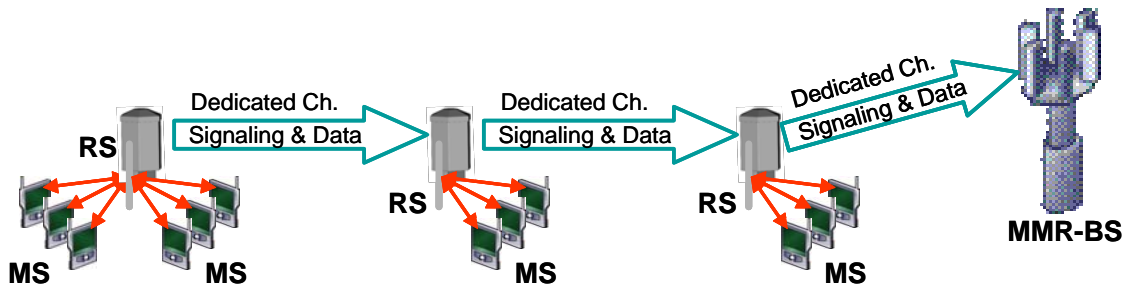 Dedicated Ch.
Signaling & Data
Dedicated Ch.
Signaling & Data
Dedicated Ch.
Signaling & Data
RS
RS
RS
MMR-BS
MS
MS
MS
MS